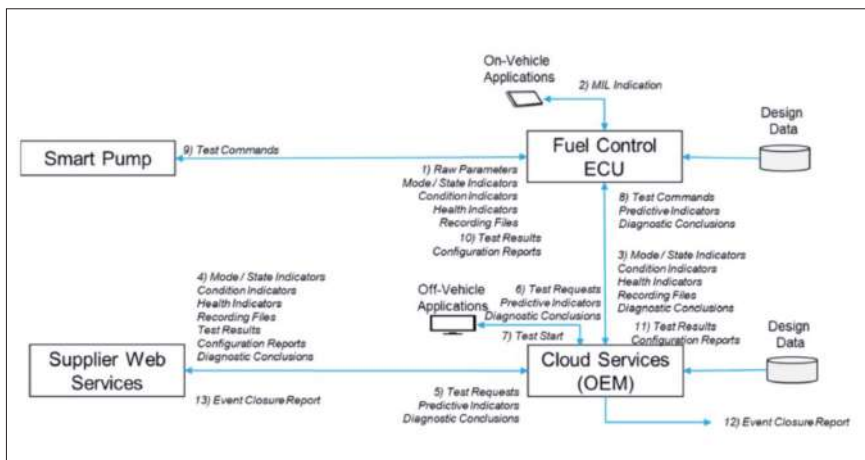 On-Vehicle
Applications
2) MIL Indication
Design
Data
Smart Pump
9) Test Commands
Fuel Control
ECU
1) Raw Parameters
Mode / State Indicators
Condition Indicators
Health Indicators
Recording Files
10) Test Results
Configuration Reports
8) Test Commands
Predictive Indicators
Diagnostic Conclusions
3) Mode / State Indicators
Condition Indicators
Health Indicators
Recording Files
Diagnostic Conclusions
11) Test Results
Configuration Reports
4) Mode / State Indicators
Condition Indicators
Health Indicators
Recording Files
Test Results
Configuration Reports
Diagnostic Conclusions
Off-Vehicle
Applications
6) Test Requests
Predictive Indicators
Diagnostic Conclusions
7) Test Start
Design
Data
Supplier Web
Services
Cloud Services
(OEM)
13) Event Closure Report
5) Test Requests
Predictive Indicators
Diagnostic Conclusions
12) Event Closure Report